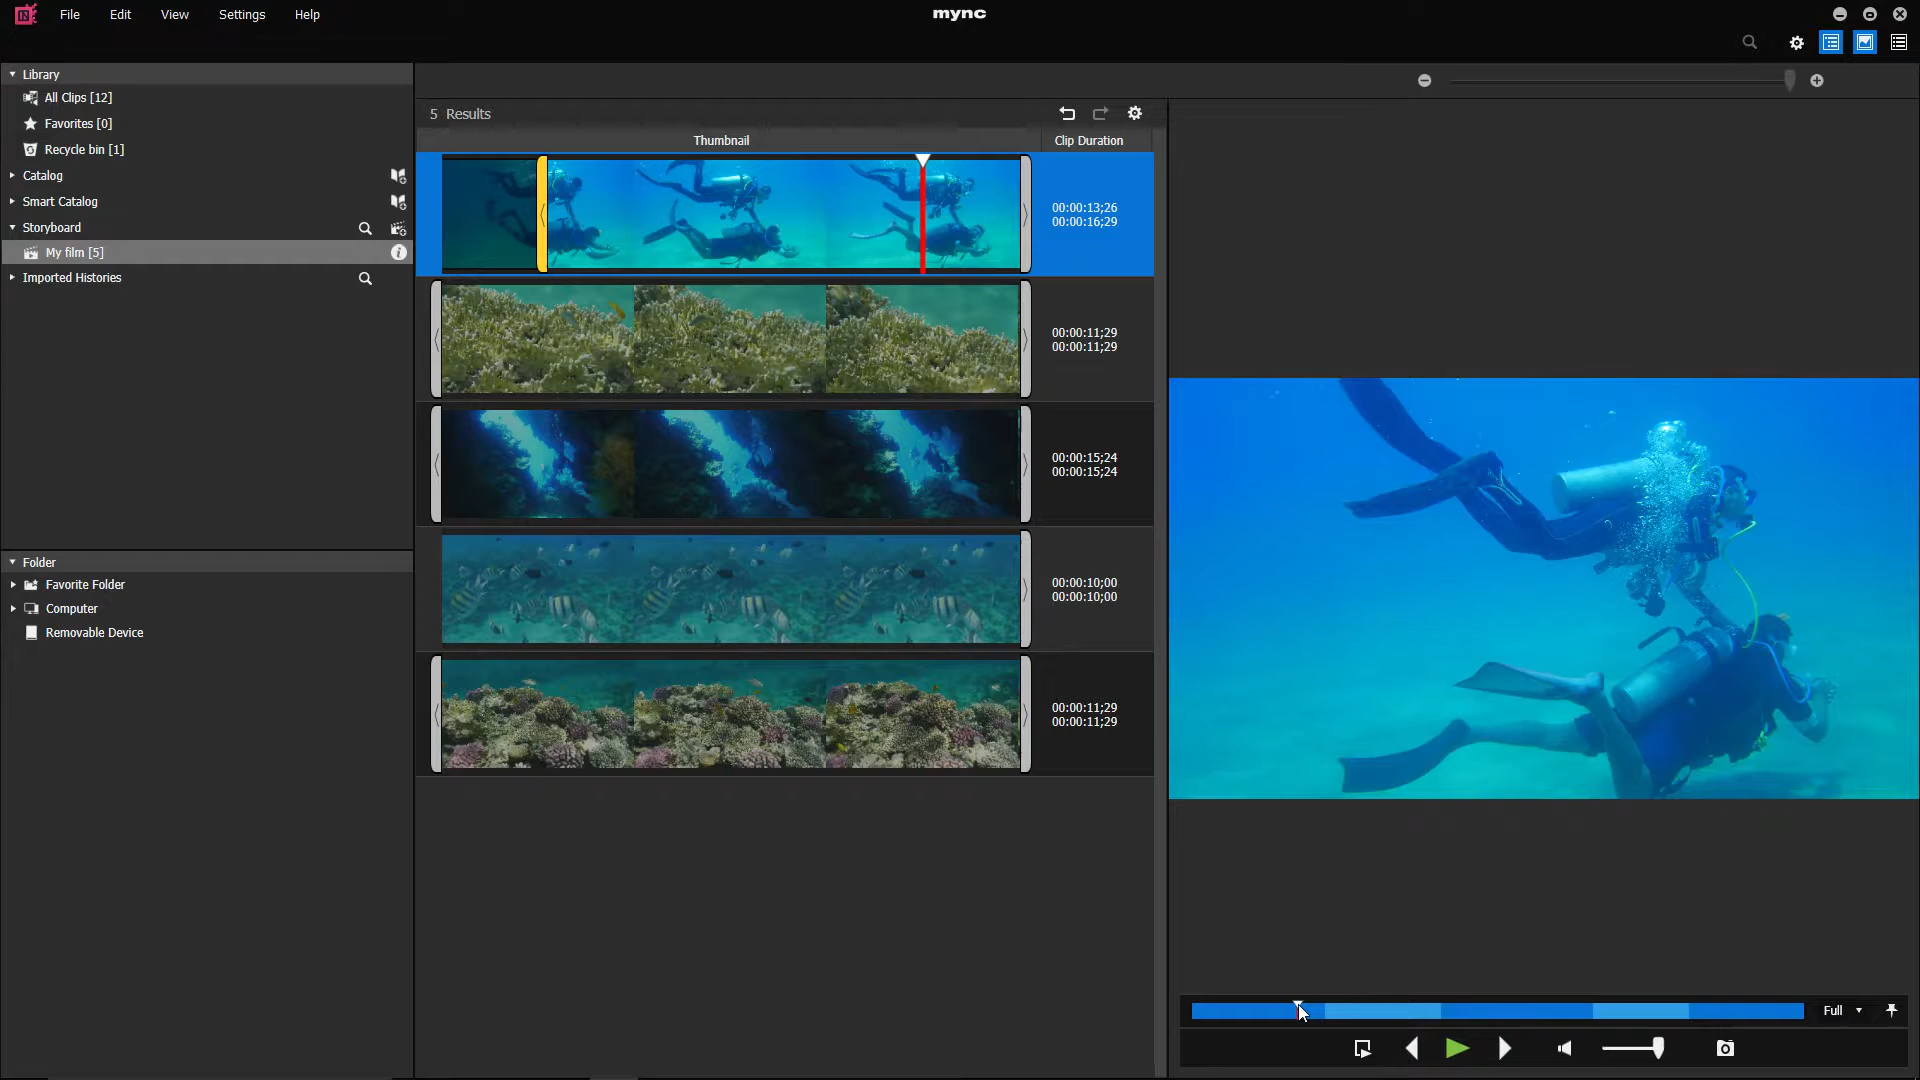 File Edit View Settings Help
mync
Library
All Clips [12]
Favorites [0]
Recycle bin [1]
Catalog
Smart Catalog
Storyboard
My film [5]
Imported Histories
Folder
Favorite Folder
Computer
Removable Device
5 Results
Thumbnail Clip Duration
00:00:13;26
00:00:16;29
00:00:11;29
00:00:11;29
00:00:15;24
00:00:15;24
00:00:10;00
00:00:10;00
00:00:11;29
00:00:11;29
Full